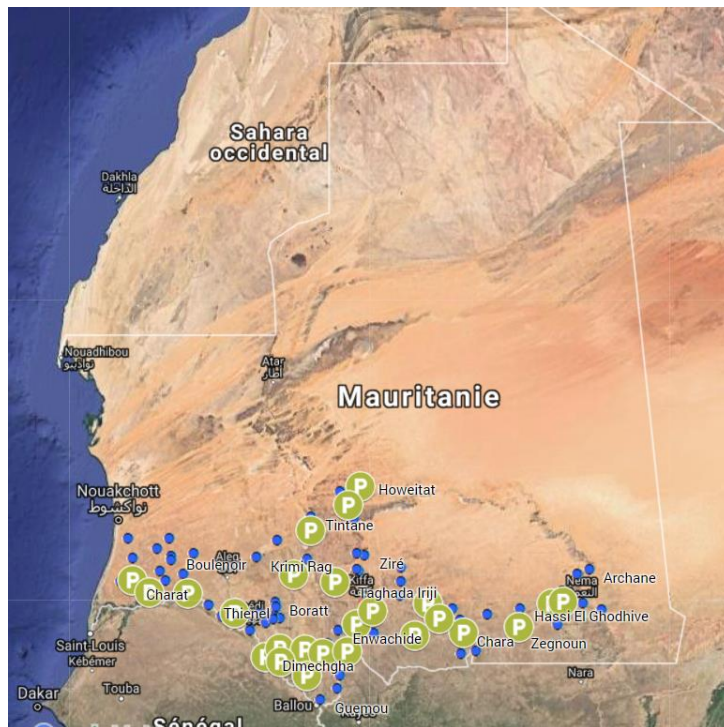 Sahara
occidental
Dakhla
الداخلة
Nouadhibou
نواذيبو
Atar
أطار
Mauritanie
Nouakchott
نواكشوط
P
Howeitat
P
P
Tintane
Aleg
Boulenoir
Krimi Rag
P
Ziré
Kiffa
P
Taghada Iriji
Archane
Nema
النعمة
P
Charat
P
P
Thienel
P
Boratt
P
P
P
Hassi El Ghodhive
P
P
Enwachide
P
P
P
Chara
P
Zegnoun
P
Saint-Louis
Kébémer
P
P
P
P
P
P
Dimechgha
P
Nara
Touba
Dakar
Ballou
Guemou
Sénégal